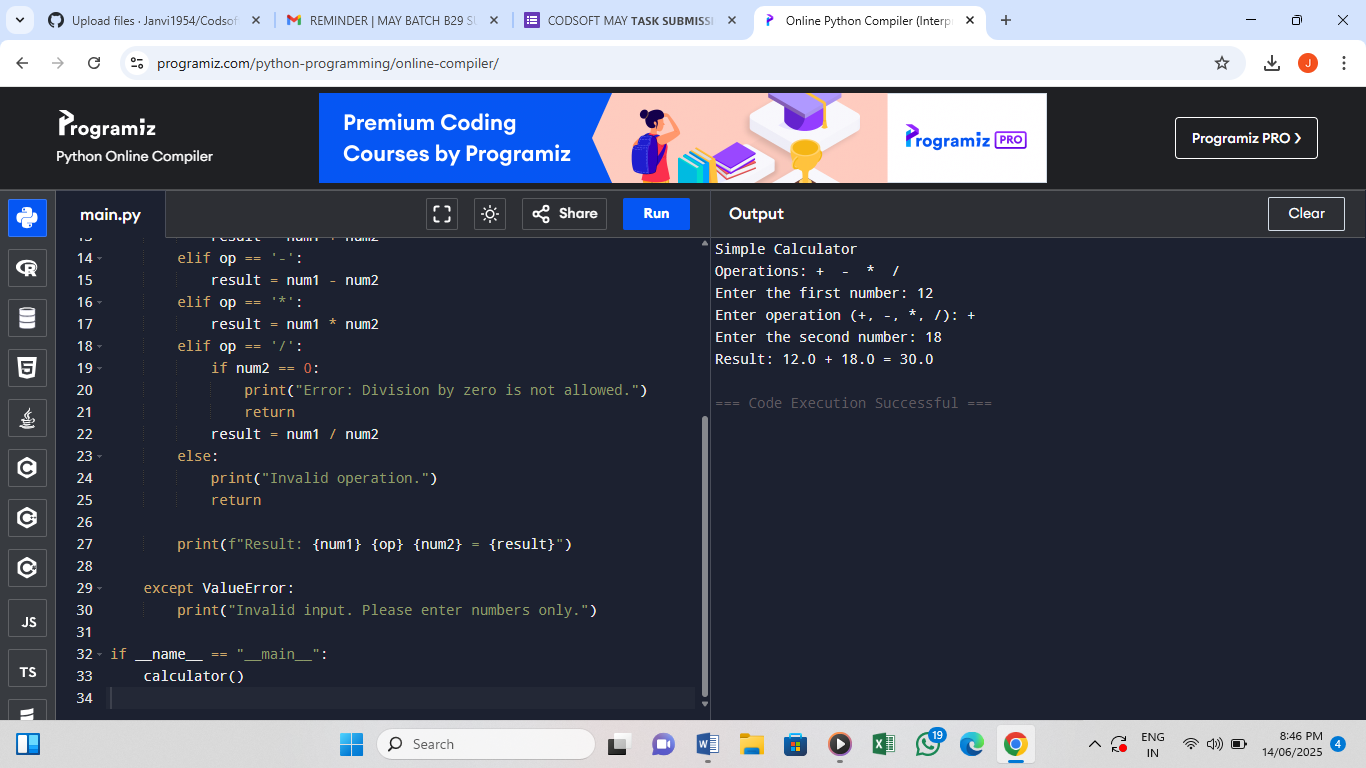 Upload files · Janvi1954/Codsof
REMINDER | MAY BATCH B29 SU
CODSOFT MAY TASK SUBMISSI
Online Python Compiler (Interp
programiz.com/python-programming/online-compiler/
J
Programiz
Python Online Compiler
Premium Coding
Courses by Programiz
Programiz PRO
Programiz PRO ❯
main.py
Share
Run
Output
Clear
13 result = num1 + num2
14 elif op == '-':
15 result = num1 - num2
16 elif op == '*':
17 result = num1 * num2
18 elif op == '/':
19 if num2 == 0:
20 print("Error: Division by zero is not allowed.")
21 return
22 result = num1 / num2
23 else:
24 print("Invalid operation.")
25 return
26
27 print(f"Result: {num1} {op} {num2} = {result}")
28
29 except ValueError:
30 print("Invalid input. Please enter numbers only.")
31
32 if __name__ == "__main__":
33 calculator()
34
Simple Calculator
Operations: + - * /
Enter the first number: 12
Enter operation (+, -, *, /): +
Enter the second number: 18
Result: 12.0 + 18.0 = 30.0
=== Code Execution Successful ===
R
5
C
C
C
JS
TS
Search
19
ENG
IN
8:46 PM
14/06/2025
4